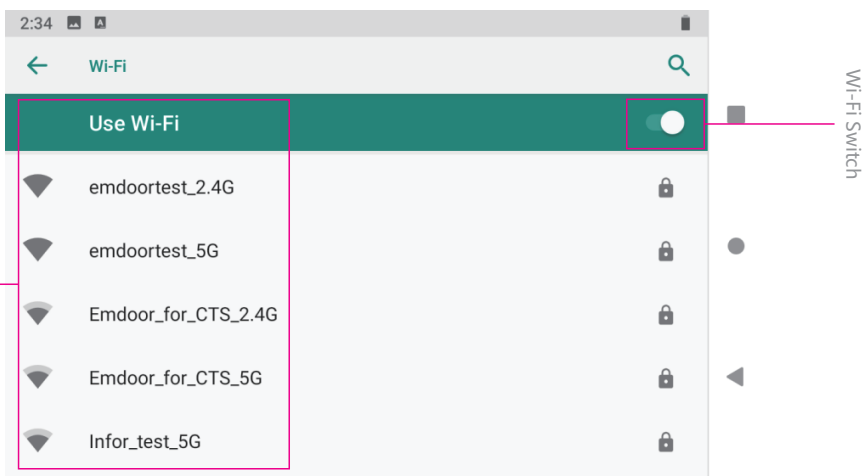 2:34
Wi-Fi
Use Wi-Fi
emdoortest_2.4G
emdoortest_5G
Emdoor_for_CTS_2.4G
Emdoor_for_CTS_5G
Infor_test_5G
Wi-Fi Switch